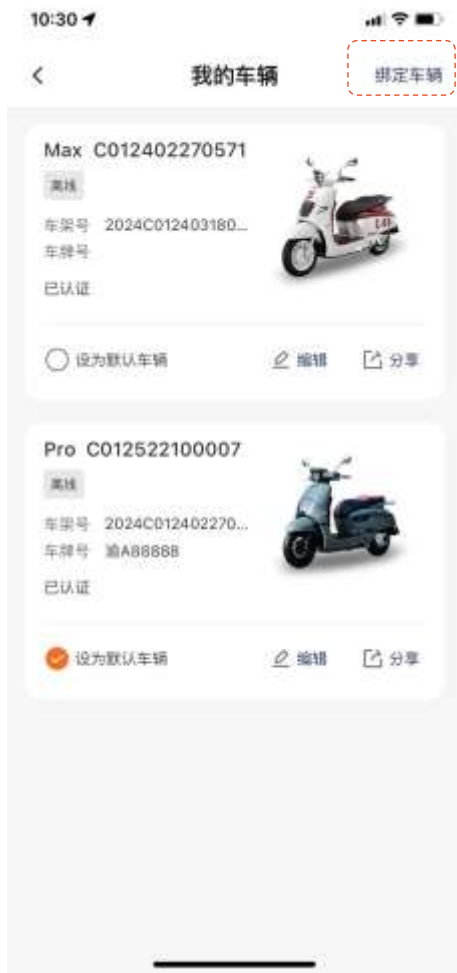 10:30
我的车辆
绑定车辆
Max C012402270571
离线
车架号 2024C012403180...
车牌号
已认证
设为默认车辆
编辑
分享
Pro C012522100007
离线
车架号 2024C012402270...
车牌号 渝A88888
已认证
设为默认车辆
编辑
分享